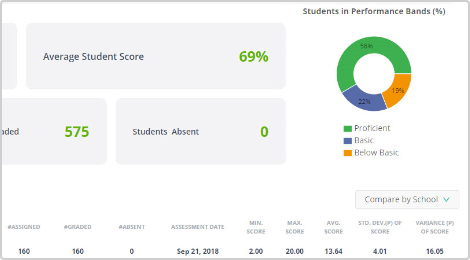 Students in Performance Bands (%)
Average Student Score
69%
58%
19%
22%
aded
575
Students Absent
0
Proficient
Basic
Below Basic
Compare by School
#ASSIGNED
#GRADED
#ABSENT
ASSESSMENT DATE
MIN. SCORE
MAX. SCORE
AVG. SCORE
STD. DEV.(P) OF SCORE
VARIANCE (P) OF SCORE
160
160
0
Sep 21, 2018
2.00
20.00
13.64
4.01
16.05